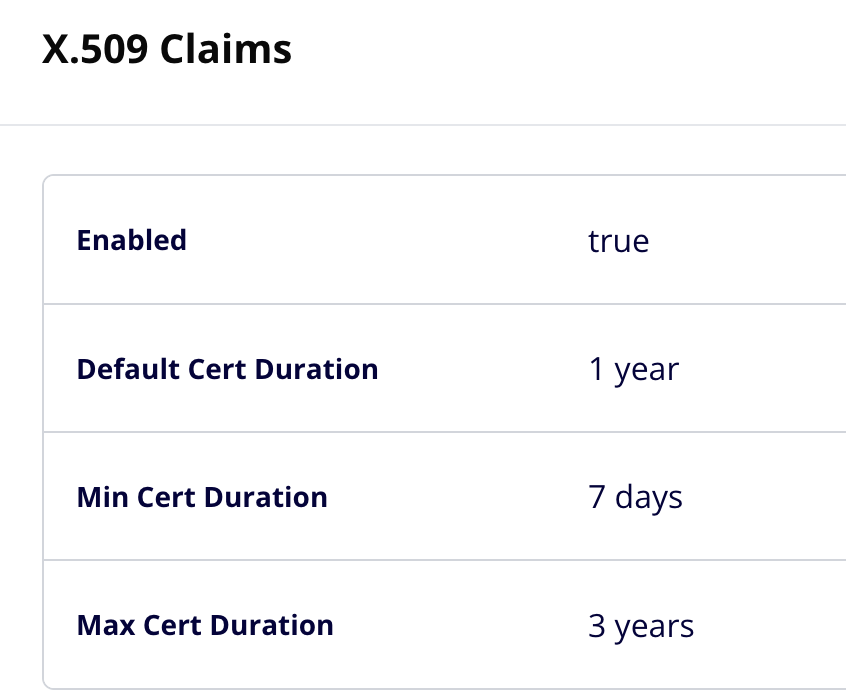 X.509 Claims
Enabled true
Default Cert Duration 1 year
Min Cert Duration 7 days
Max Cert Duration 3 years